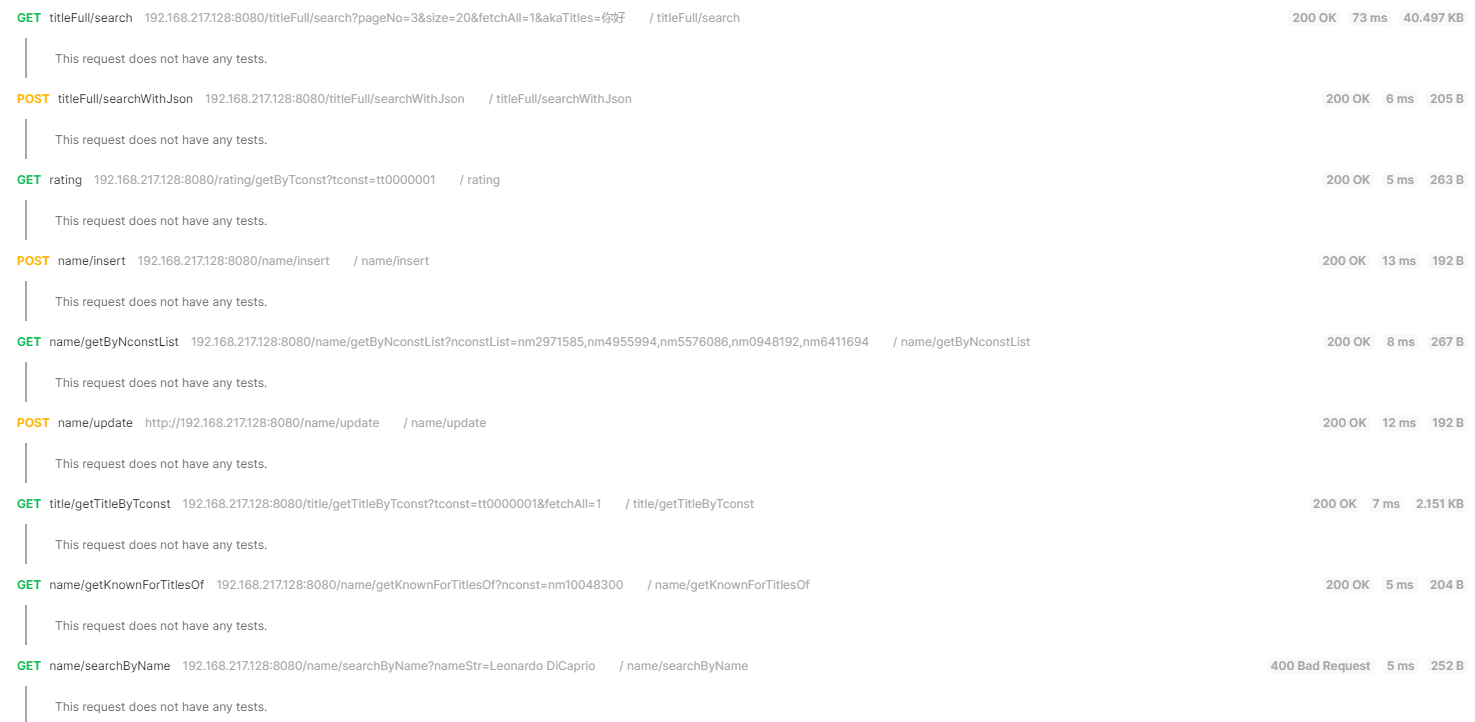 GET titleFull/search 192.168.217.128:8080/titleFull/search?pageNo=3&size=20&fetchAll=1&akaTitles=你好 / titleFull/search 200 OK 73 ms 40.497 KB
This request does not have any tests.
POST titleFull/searchWithJson 192.168.217.128:8080/titleFull/searchWithJson / titleFull/searchWithJson 200 OK 6 ms 205 B
This request does not have any tests.
GET rating 192.168.217.128:8080/rating/getByTconst?tconst=tt0000001 / rating 200 OK 5 ms 263 B
This request does not have any tests.
POST name/insert 192.168.217.128:8080/name/insert / name/insert 200 OK 13 ms 192 B
This request does not have any tests.
GET name/getByNconstList 192.168.217.128:8080/name/getByNconstList?nconstList=nm2971585,nm4955994,nm5576086,nm0948192,nm6411694 / name/getByNconstList 200 OK 8 ms 267 B
This request does not have any tests.
POST name/update http://192.168.217.128:8080/name/update / name/update 200 OK 12 ms 192 B
This request does not have any tests.
GET title/getTitleByTconst 192.168.217.128:8080/title/getTitleByTconst?tconst=tt0000001&fetchAll=1 / title/getTitleByTconst 200 OK 7 ms 2.151 KB
This request does not have any tests.
GET name/getKnownForTitlesOf 192.168.217.128:8080/name/getKnownForTitlesOf?nconst=nm10048300 / name/getKnownForTitlesOf 200 OK 5 ms 204 B
This request does not have any tests.
GET name/searchByName 192.168.217.128:8080/name/searchByName?nameStr=Leonardo DiCaprio / name/searchByName 400 Bad Request 5 ms 252 B
This request does not have any tests.